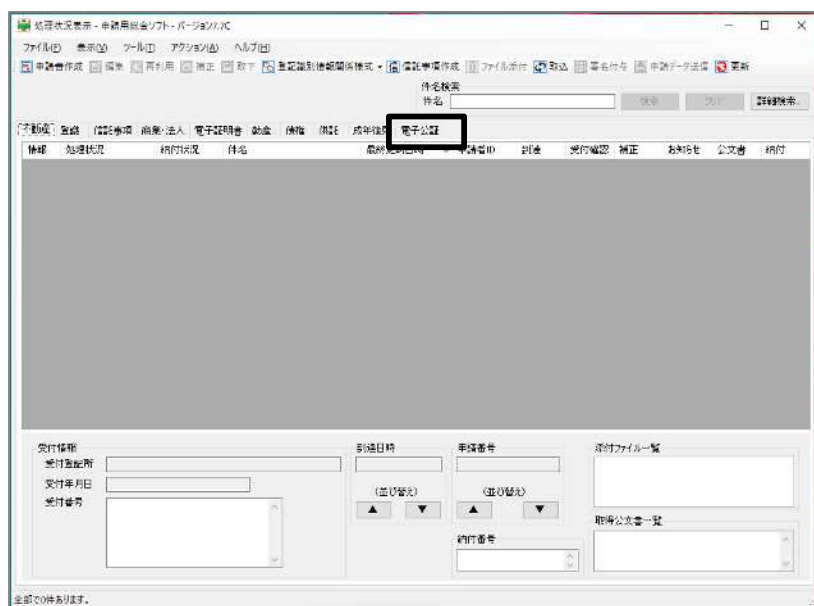 処理状況表示 - 申請用総合ソフト - バージョン7.7C
ファイル(F) 表示(V) ツール(T) アクション(A) ヘルプ(H)
申請書作成 編集 再利用 補正 取下 登記識別情報関係様式 信託事項作成 ファイル添付 取込 署名付与 申請データ送信 更新
件名検索
件名 検索 クリア 詳細検索...
不動産 登識 信託事項 商業・法人 電子証明書 動産 債権 供託 成年後見 電子公証
情報 処理状況 納付状況 件名 最終更新日時 申請者ID 到達 受付確認 補正 お知らせ 公文書 納付
受付情報 到達日時 申請番号 添付ファイル一覧
受付登記所
受付年月日 (並び替え) (並び替え)
受付番号 ▲ ▼ ▲ ▼
取得公文書一覧
納付番号
全部で0件あります。